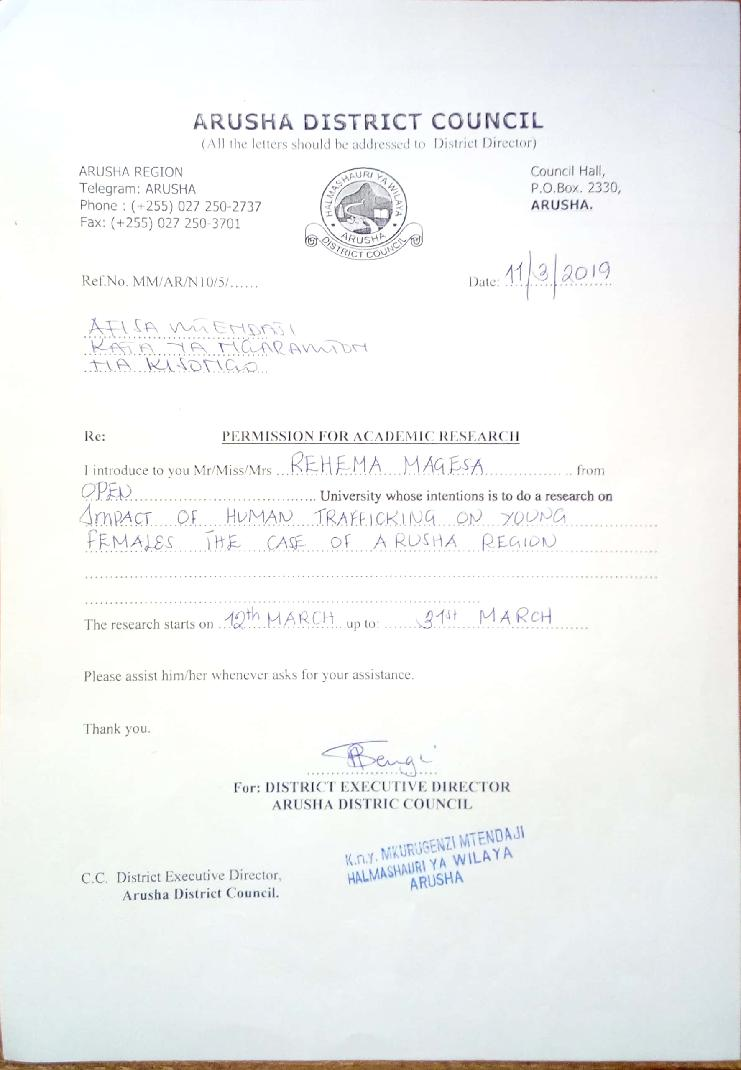 ARUSHA DISTRICT COUNCIL
(All the letters should be addressed to District Director)
ARUSHA REGION
Telegram: ARUSHA
Phone : (+255) 027 250-2737
Fax: (+255) 027 250-3701
HALMASHAURI YA WILAYA
ARUSHA
DISTRICT COUNCIL
Council Hall,
P.O.Box. 2330,
ARUSHA.
Ref.No. MM/AR/N10/5/......
Date: 11/3/2019
AFISA MTENDAJI
KATA YA
NA KISONGO
Re: PERMISSION FOR ACADEMIC RESEARCH
I introduce to you Mr/Miss/Mrs REHEMA MAGESA from
OPEN University whose intentions is to do a research on
IMPACT OF HUMAN TRAFFICKING ON YOUNG
FEMALES THE CASE OF ARUSHA REGION
The research starts on 12th MARCH up to: 31st MARCH
Please assist him/her whenever asks for your assistance.
Thank you.
For: DISTRICT EXECUTIVE DIRECTOR
ARUSHA DISTRIC COUNCIL
K.n.y. MKURUGENZI MTENDAJI
HALMASHAURI YA WILAYA
ARUSHA
C.C. District Executive Director,
Arusha District Council.